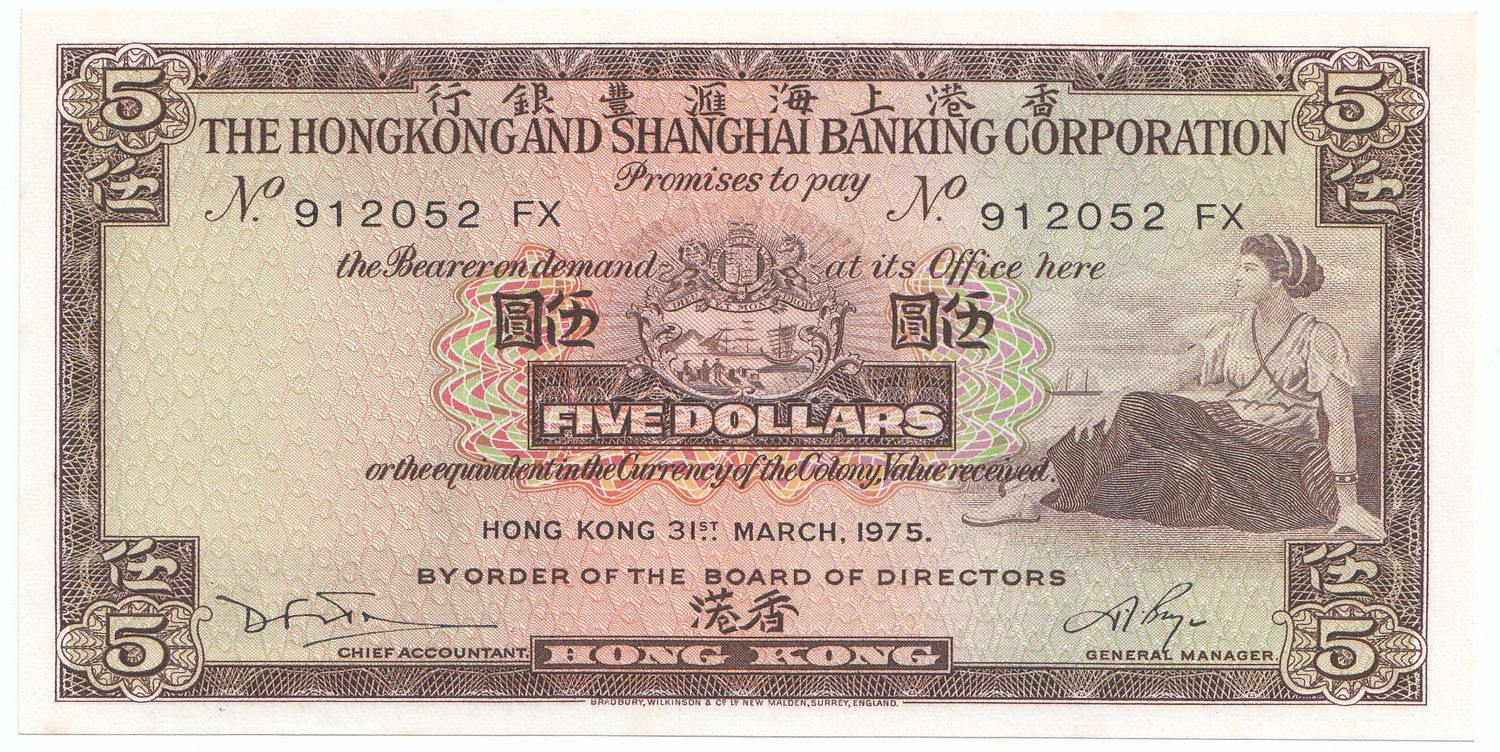 5 5
行銀豐滙海上港香
THE HONGKONG AND SHANGHAI BANKING CORPORATION
伍 伍
Promises to pay
No. 912052 FX No. 912052 FX
the Bearer on demand at its Office here
DIEU ET MON DROIT
圓伍 圓伍
FIVE DOLLARS
or the equivalent in the Currency of the Colony, Value received.
HONG KONG 31ST MARCH, 1975.
伍 伍
BY ORDER OF THE BOARD OF DIRECTORS
港香
5 5
CHIEF ACCOUNTANT. HONG KONG GENERAL MANAGER.
BRADBURY, WILKINSON & Co Ld NEW MALDEN, SURREY, ENGLAND.